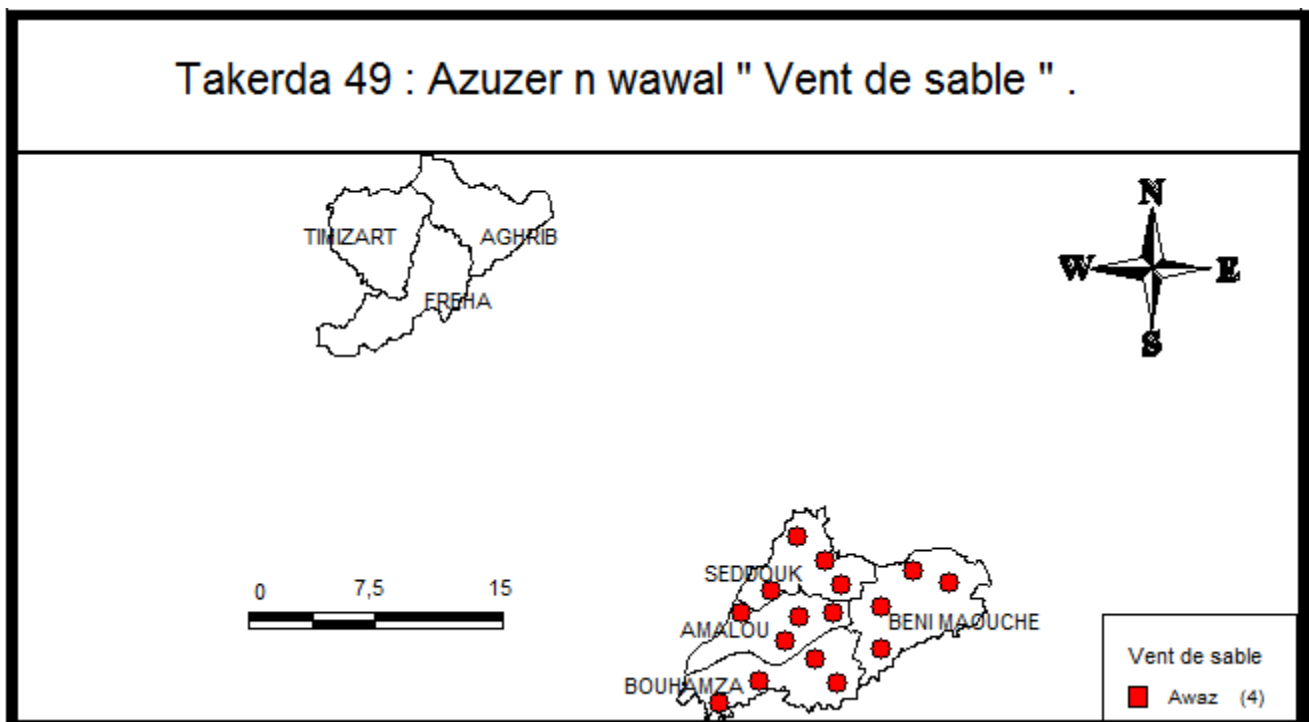 Takerda 49 : Azuzer n wawal " Vent de sable " .
N
TIMIZART
AGHRIB
W
E
FREHA
S
SEDDOUK
0 7,5 15
AMALOU
BENI MAOUCHE
Vent de sable
BOUHAMZA
Awaz (4)